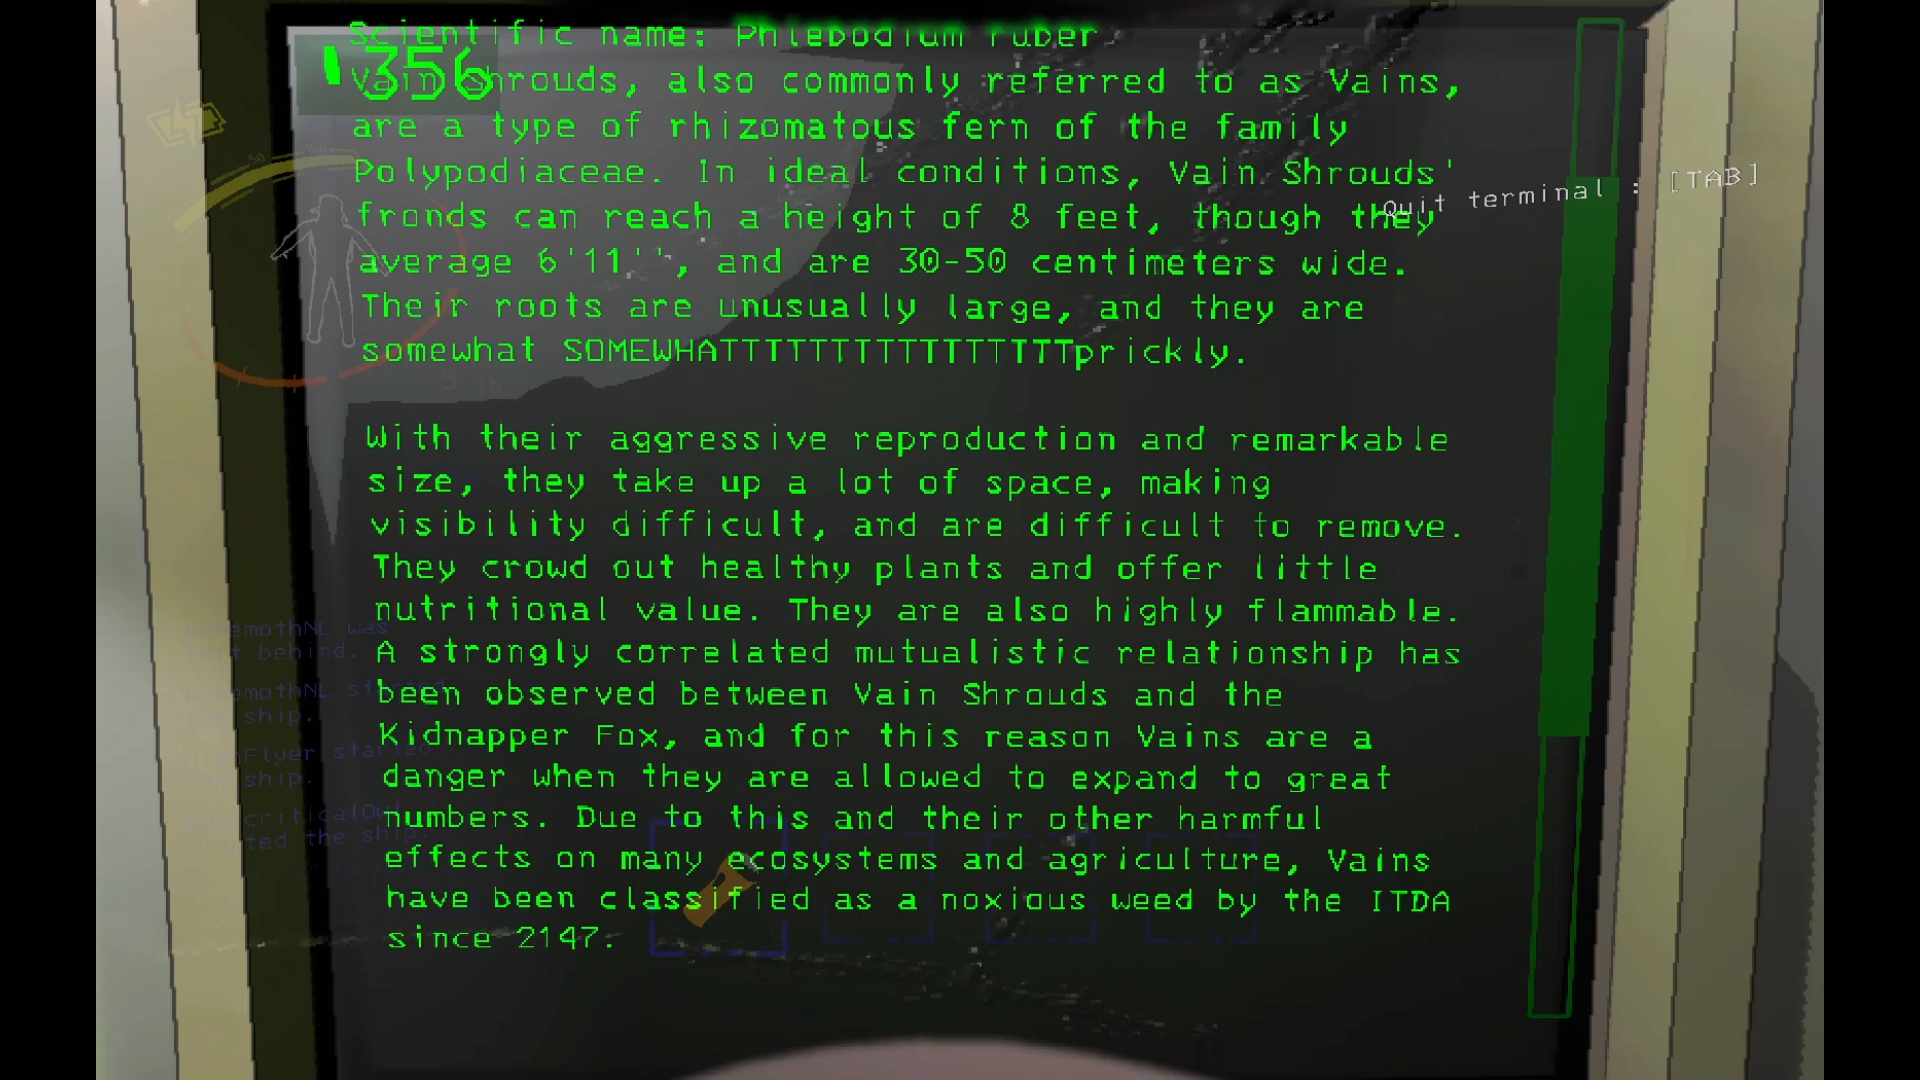 Scientific name: Phlebodium ruber
356
Vain Shrouds, also commonly referred to as Vains,
are a type of rhizomatous fern of the family
Polypodiaceae. In ideal conditions, Vain Shrouds'
Quit terminal : [TAB]
fronds can reach a height of 8 feet, though they
average 6'11'', and are 30-50 centimeters wide.
Their roots are unusually large, and they are
somewhat SOMEWHATTTTTTTTTTTTTTTTTprickly.
With their aggressive reproduction and remarkable
size, they take up a lot of space, making
visibility difficult, and are difficult to remove.
They crowd out healthy plants and offer little
nutritional value. They are also highly flammable.
A strongly correlated mutualistic relationship has
been observed between Vain Shrouds and the
Kidnapper Fox, and for this reason Vains are a
danger when they are allowed to expand to great
numbers. Due to this and their other harmful
effects on many ecosystems and agriculture, Vains
have been classified as a noxious weed by the ITDA
since 2147.